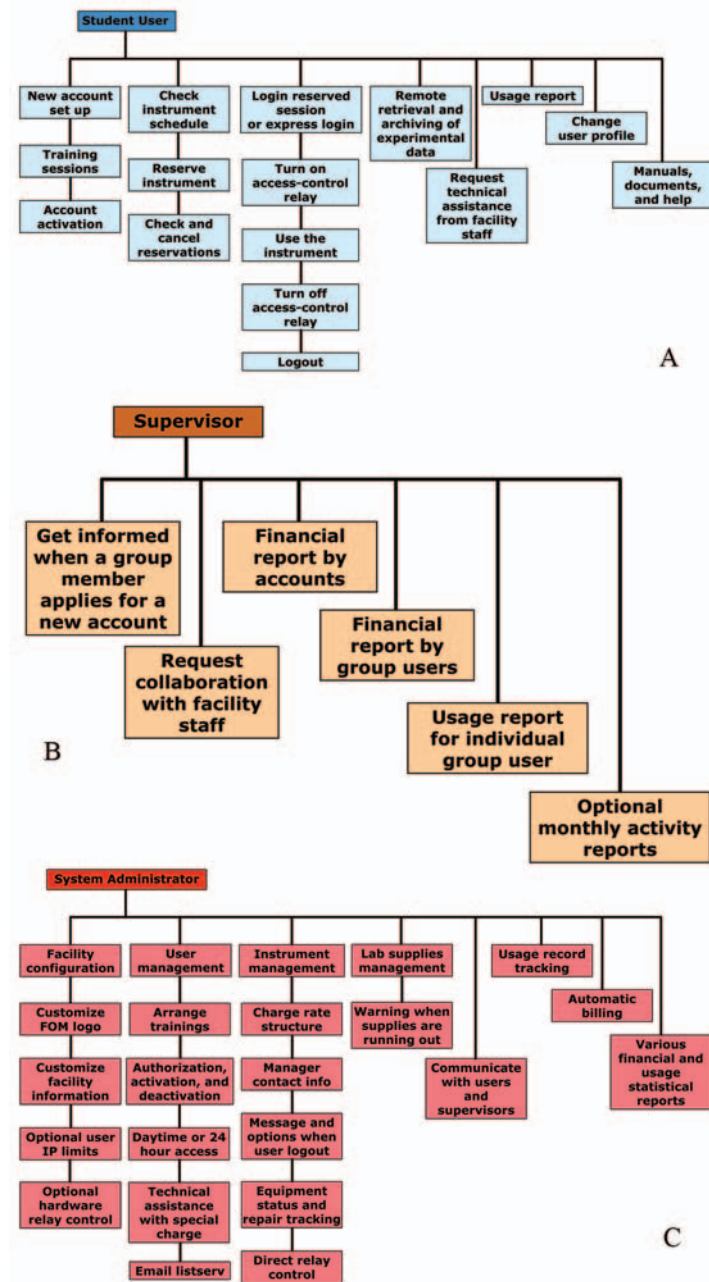 Student User
New account
set up
Training
sessions
Account
activation
Check
instrument
schedule
Reserve
instrument
Check and
cancel
reservations
Login reserved
session
or express login
Turn on
access-control
relay
Use the
instrument
Turn off
access-control
relay
Logout
Remote
retrieval and
archiving of
experimental
data
Request
technical
assistance
from facility
staff
Usage report
Change
user profile
Manuals,
documents,
and help
A
Supervisor
Get informed
when a group
member
applies for a
new account
Request
collaboration
with facility
staff
Financial
report by
accounts
Financial
report by
group users
Usage report
for individual
group user
Optional
monthly activity
reports
B
System Administrator
Facility
configuration
Customize
FOM logo
Customize
facility
information
Optional user
IP limits
Optional
hardware
relay control
User
management
Arrange
trainings
Authorization,
activation, and
deactivation
Daytime or 24
hour access
Technical
assistance
with special
charge
Email listserv
Instrument
management
Charge rate
structure
Manager
contact info
Message and
options when
user logout
Equipment
status and
repair tracking
Direct relay
control
Lab supplies
management
Warning when
supplies are
running out
Communicate
with users
and
supervisors
Usage record
tracking
Automatic
billing
Various
financial and
usage
statistical
reports
C